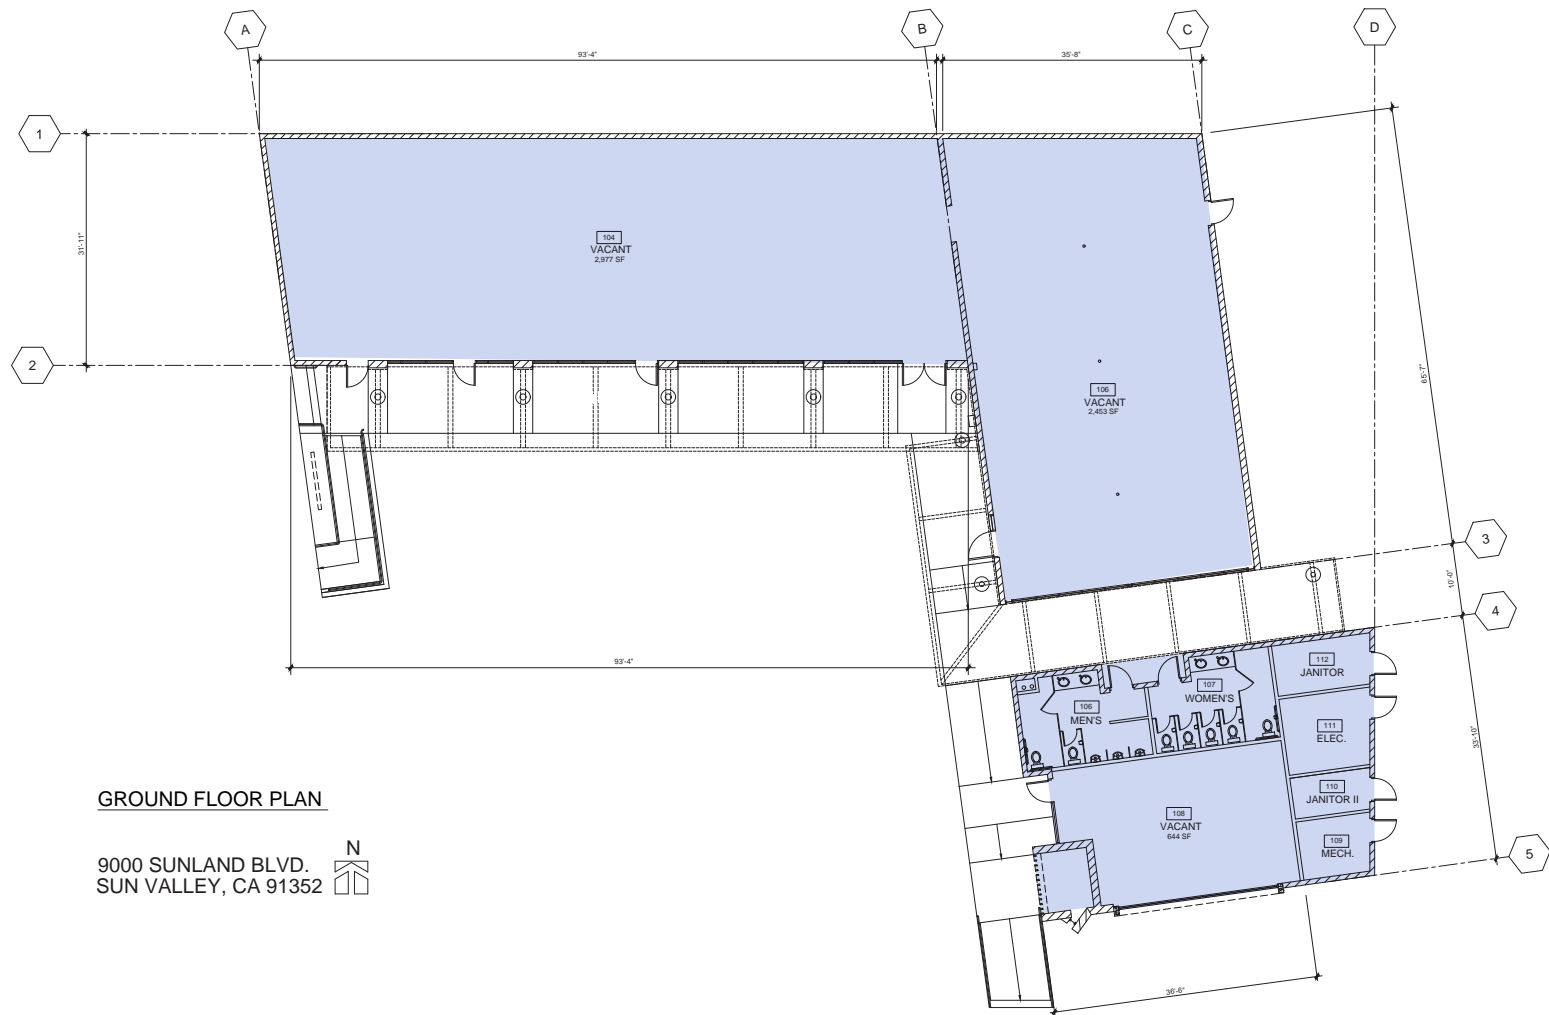 A
B
C
D
93'-4"
35'-8"
1
31'-11"
2
104
VACANT
2,977 SF
106
VACANT
2,453 SF
65'-7"
3
10'-0"
4
93'-4"
112
JANITOR
107
WOMEN'S
106
MEN'S
111
ELEC.
33'-10"
110
JANITOR II
108
VACANT
644 SF
109
MECH.
5
36'-6"
GROUND FLOOR PLAN
9000 SUNLAND BLVD.
SUN VALLEY, CA 91352
N